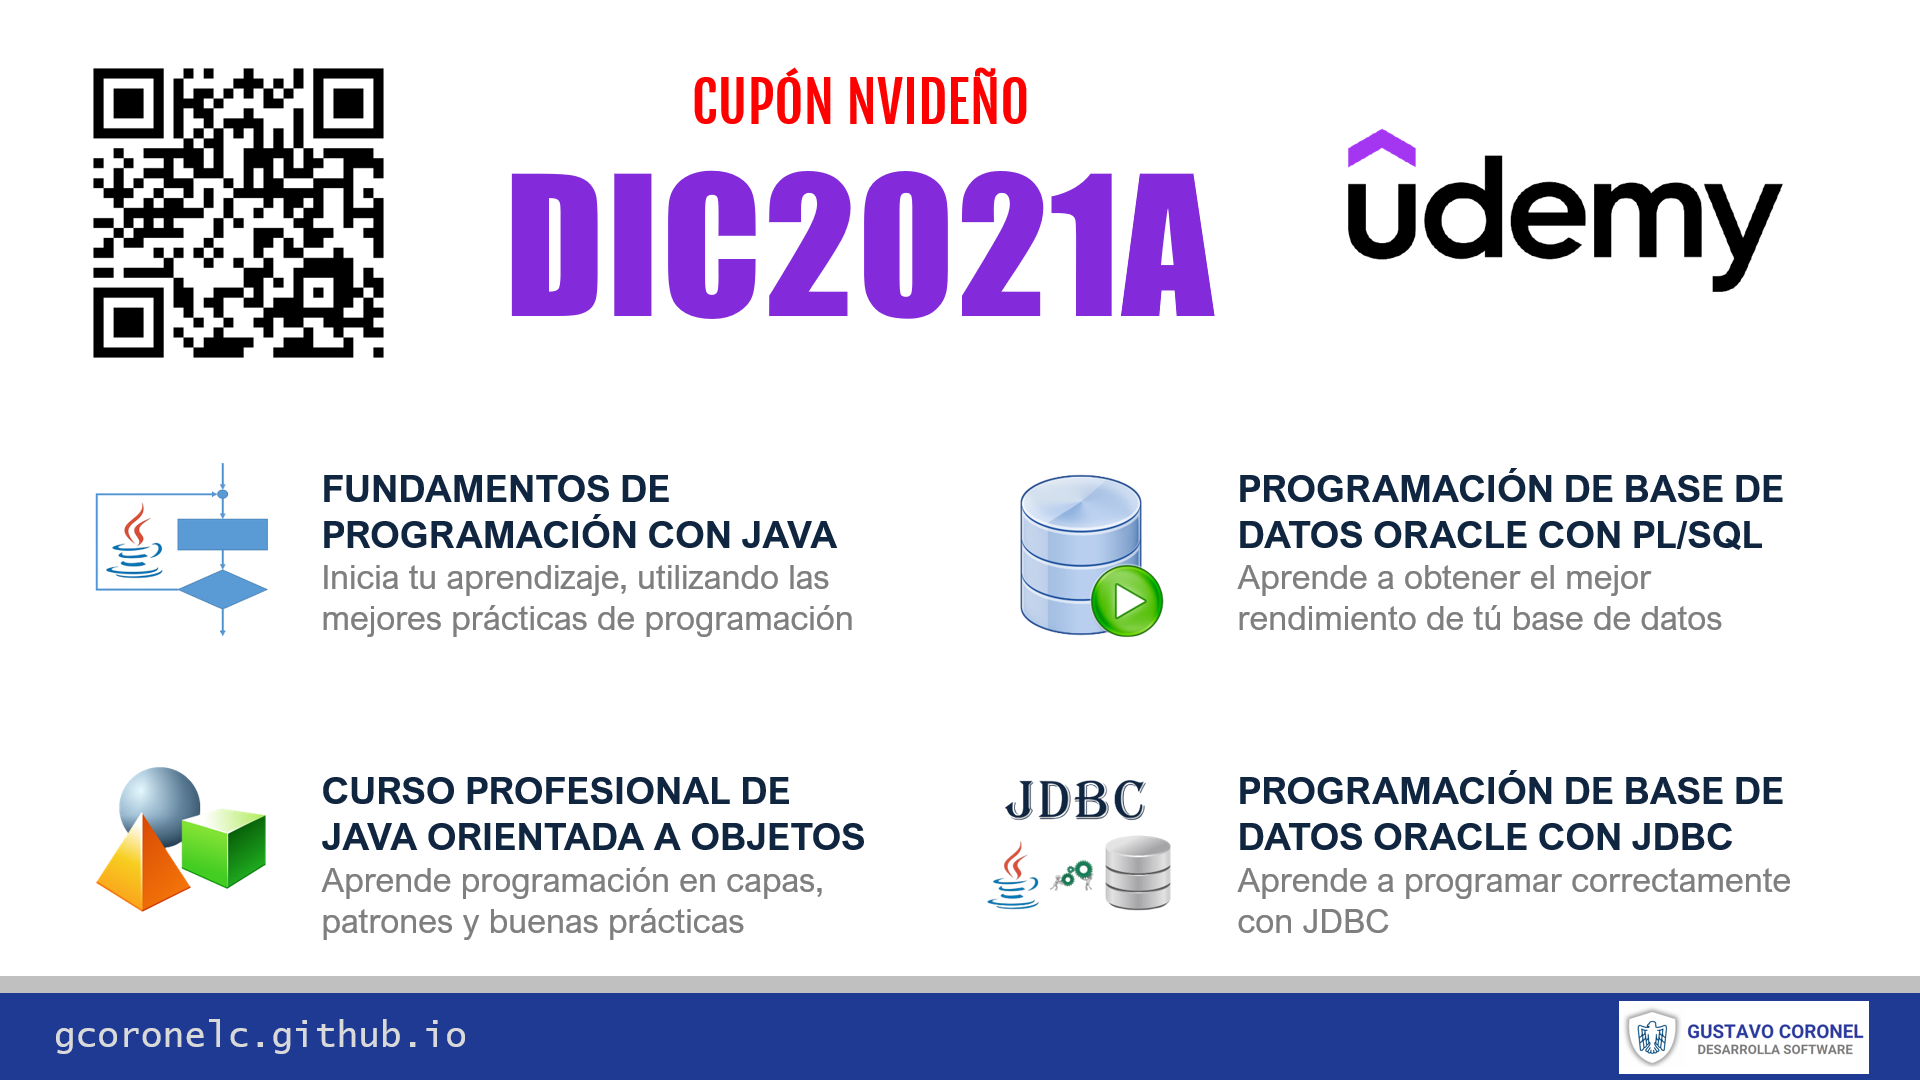 CUPÓN NVIDEÑO
DIC2021A
udemy
FUNDAMENTOS DE
PROGRAMACIÓN CON JAVA
Inicia tu aprendizaje, utilizando las
mejores prácticas de programación
PROGRAMACIÓN DE BASE DE
DATOS ORACLE CON PL/SQL
Aprende a obtener el mejor
rendimiento de tú base de datos
CURSO PROFESIONAL DE
JAVA ORIENTADA A OBJETOS
Aprende programación en capas,
patrones y buenas prácticas
JDBC
PROGRAMACIÓN DE BASE DE
DATOS ORACLE CON JDBC
Aprende a programar correctamente
con JDBC
gcoronelc.github.io
GUSTAVO CORONEL
DESARROLLA SOFTWARE